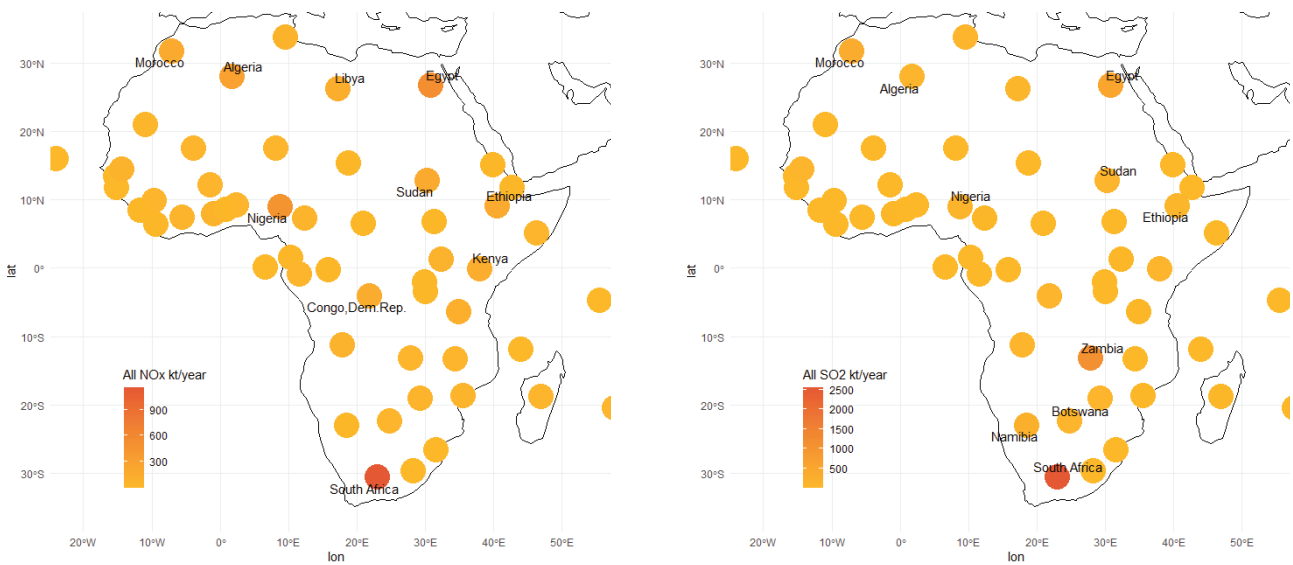 Morocco
Algeria
Libya
Egypt
Sudan
Ethiopia
Nigeria
Kenya
Congo,Dem.Rep.
South Africa
All NOx kt/year
900
600
300
30°N
20°N
10°N
0°
10°S
20°S
30°S
lat
20°W 10°W 0° 10°E 20°E 30°E 40°E 50°E
lon
Morocco
Algeria
Egypt
Sudan
Nigeria
Ethiopia
Zambia
Botswana
Namibia
South Africa
All SO2 kt/year
2500
2000
1500
1000
500
30°N
20°N
10°N
0°
10°S
20°S
30°S
lat
20°W 10°W 0° 10°E 20°E 30°E 40°E 50°E
lon